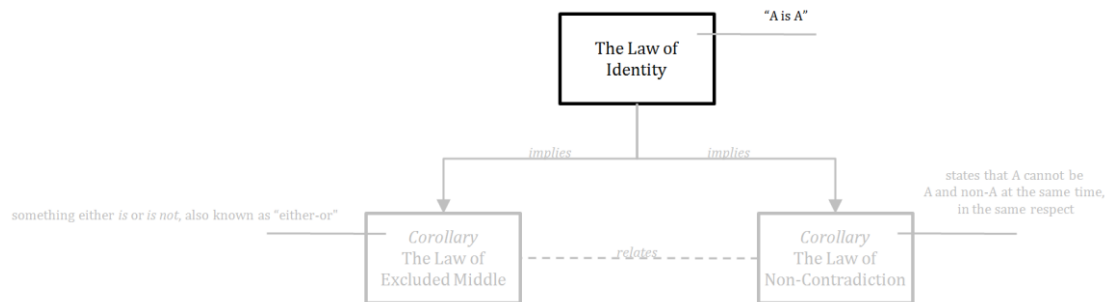 “A is A”
The Law of
Identity
implies
implies
states that A cannot be
A and non-A at the same time,
in the same respect
something either is or is not, also known as “either-or”
Corollary
The Law of
Excluded Middle
relates
Corollary
The Law of
Non-Contradiction